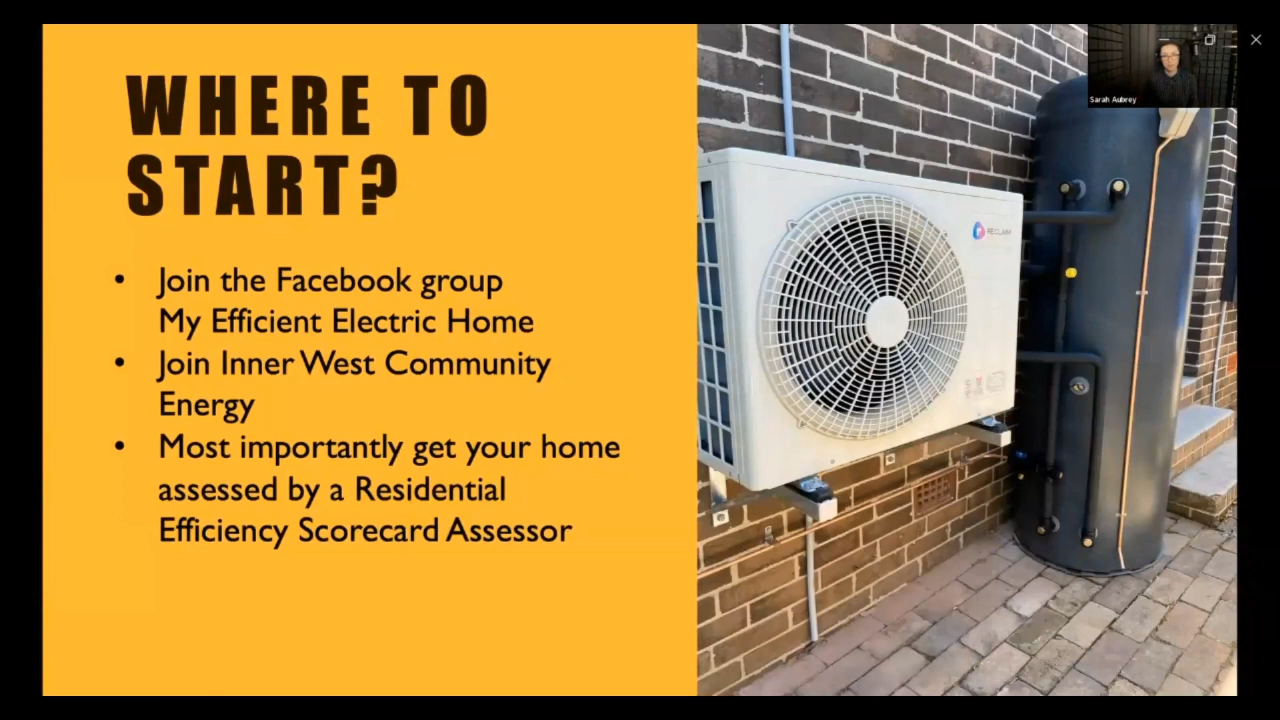 WHERE TO
START?
• Join the Facebook group
My Efficient Electric Home
• Join Inner West Community
Energy
• Most importantly get your home
assessed by a Residential
Efficiency Scorecard Assessor
RECLAIM
Sarah Aubrey